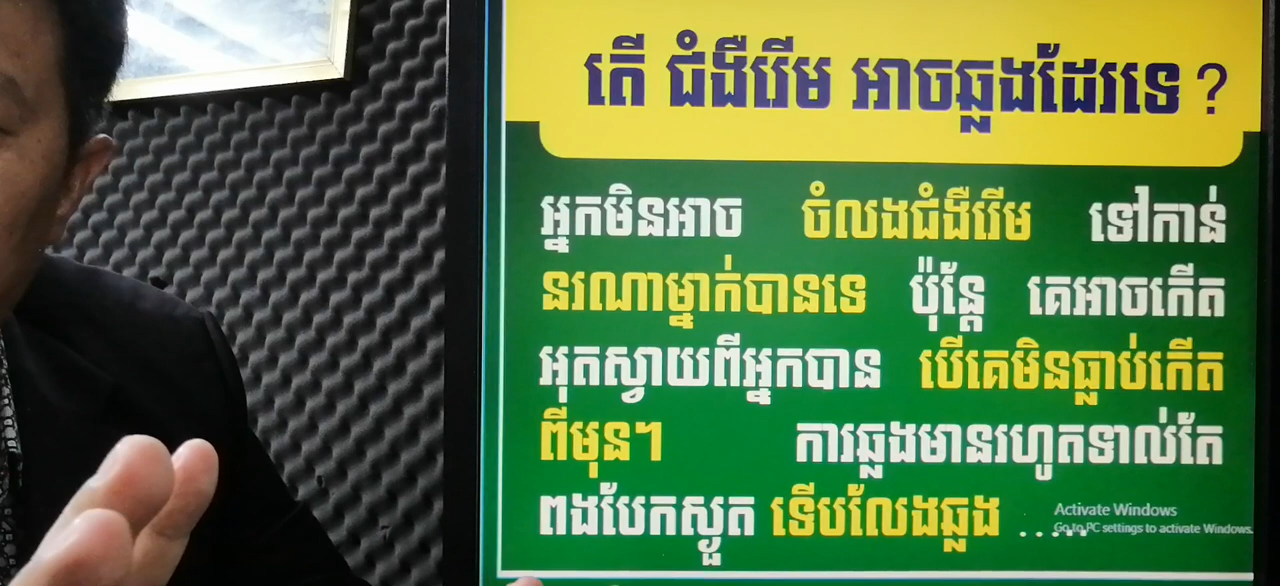 តើ ជំងឺរើម អាចឆ្លងដែរទេ ?
អ្នកមិនអាច ចំលងជំងឺរើម ទៅកាន់
នរណាម្នាក់បានទេ ប៉ុន្តែ គេអាចកើត
អុតស្វាយពីអ្នកបាន បើគេមិនធ្លាប់កើត
ពីមុន។ ការឆ្លងមានរហូតទាល់តែ
ពងបែកស្ងួត ទើបលែងឆ្លង ......
Activate Windows
Go to PC settings to activate Windows.